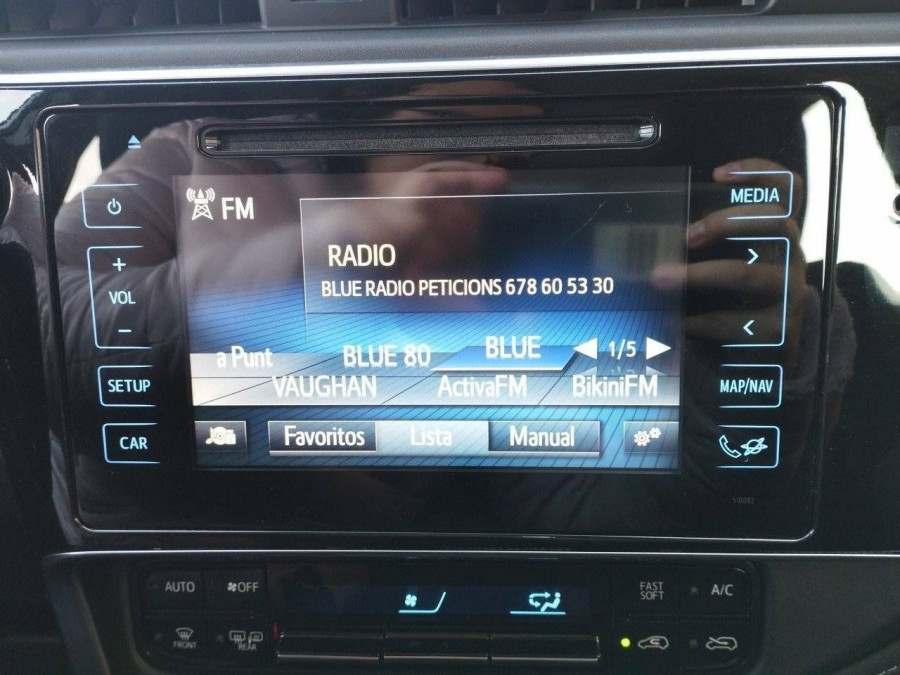 FM
RADIO
BLUE RADIO PETICIONS 678 60 53 30
a Punt BLUE 80 BLUE 1/5
VAUGHAN ActivaFM BikiniFM
Favoritos Lista Manual
+
VOL
−
SETUP
CAR
MEDIA
>
<
MAP/NAV
AUTO OFF FAST SOFT A/C
FRONT REAR